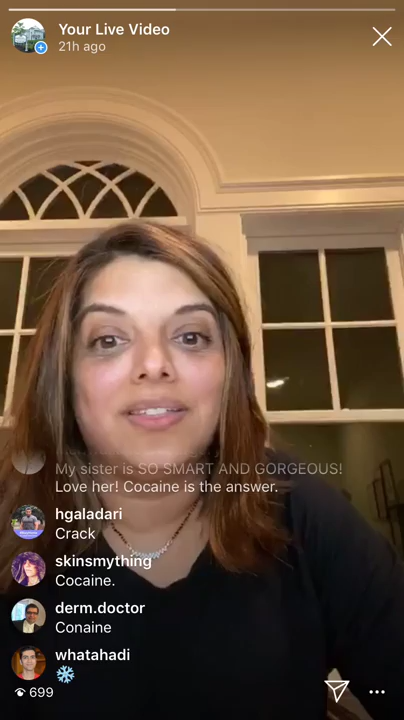 Your Live Video
21h ago
My sister is SO SMART AND GORGEOUS!
Love her! Cocaine is the answer.
hgaladari
Crack
skinsmything
Cocaine.
derm.doctor
Conaine
whatahadi
❄️
699